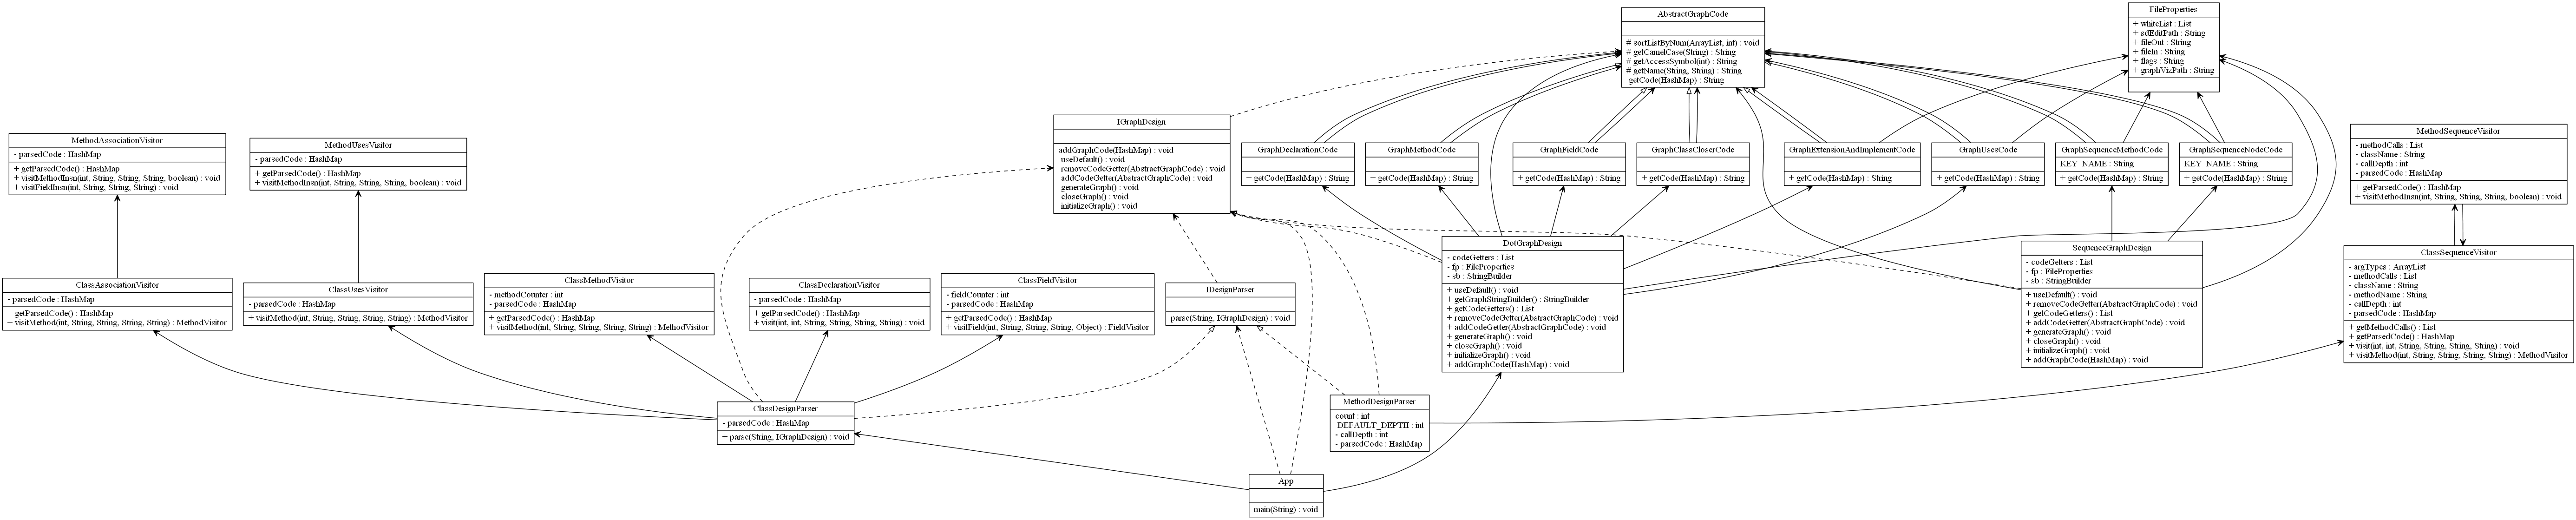 AbstractGraphCode
# sortListByNum(ArrayList, int) : void
# getCamelCase(String) : String
# getAccessSymbol(int) : String
# getName(String, String) : String
getCode(HashMap) : String
FileProperties
+ whiteList : List
+ sdEditPath : String
+ fileOut : String
+ fileIn : String
+ flags : String
+ graphVizPath : String
MethodAssociationVisitor
- parsedCode : HashMap
+ getParsedCode() : HashMap
+ visitMethodInsn(int, String, String, String, boolean) : void
+ visitFieldInsn(int, String, String, String) : void
MethodUsesVisitor
- parsedCode : HashMap
+ getParsedCode() : HashMap
+ visitMethodInsn(int, String, String, String, boolean) : void
IGraphDesign
addGraphCode(HashMap) : void
useDefault() : void
removeCodeGetter(AbstractGraphCode) : void
addCodeGetter(AbstractGraphCode) : void
generateGraph() : void
closeGraph() : void
initializeGraph() : void
GraphDeclarationCode
+ getCode(HashMap) : String
GraphMethodCode
+ getCode(HashMap) : String
GraphFieldCode
+ getCode(HashMap) : String
GraphClassCloserCode
+ getCode(HashMap) : String
GraphExtensionAndImplementCode
+ getCode(HashMap) : String
GraphUsesCode
+ getCode(HashMap) : String
GraphSequenceMethodCode
KEY_NAME : String
+ getCode(HashMap) : String
GraphSequenceNodeCode
KEY_NAME : String
+ getCode(HashMap) : String
MethodSequenceVisitor
- methodCalls : List
- className : String
- callDepth : int
- parsedCode : HashMap
+ getParsedCode() : HashMap
+ visitMethodInsn(int, String, String, String, boolean) : void
ClassAssociationVisitor
- parsedCode : HashMap
+ getParsedCode() : HashMap
+ visitMethod(int, String, String, String, String) : MethodVisitor
ClassUsesVisitor
- parsedCode : HashMap
+ visitMethod(int, String, String, String, String) : MethodVisitor
ClassMethodVisitor
- methodCounter : int
- parsedCode : HashMap
+ getParsedCode() : HashMap
+ visitMethod(int, String, String, String, String) : MethodVisitor
ClassDeclarationVisitor
- parsedCode : HashMap
+ getParsedCode() : HashMap
+ visit(int, int, String, String, String, String) : void
ClassFieldVisitor
- fieldCounter : int
- parsedCode : HashMap
+ getParsedCode() : HashMap
+ visitField(int, String, String, String, Object) : FieldVisitor
IDesignParser
parse(String, IGraphDesign) : void
DotGraphDesign
- codeGetters : List
- fp : FileProperties
- sb : StringBuilder
+ useDefault() : void
+ getGraphStringBuilder() : StringBuilder
+ getCodeGetters() : List
+ removeCodeGetter(AbstractGraphCode) : void
+ addCodeGetter(AbstractGraphCode) : void
+ generateGraph() : void
+ closeGraph() : void
+ initializeGraph() : void
+ addGraphCode(HashMap) : void
SequenceGraphDesign
- codeGetters : List
- fp : FileProperties
- sb : StringBuilder
+ useDefault() : void
+ removeCodeGetter(AbstractGraphCode) : void
+ getCodeGetters() : List
+ addCodeGetter(AbstractGraphCode) : void
+ generateGraph() : void
+ closeGraph() : void
+ initializeGraph() : void
+ addGraphCode(HashMap) : void
ClassSequenceVisitor
- argTypes : ArrayList
- methodCalls : List
- className : String
- methodName : String
- callDepth : int
- parsedCode : HashMap
+ getMethodCalls() : List
+ getParsedCode() : HashMap
+ visit(int, int, String, String, String, String) : void
+ visitMethod(int, String, String, String, String) : MethodVisitor
ClassDesignParser
- parsedCode : HashMap
+ parse(String, IGraphDesign) : void
MethodDesignParser
count : int
DEFAULT_DEPTH : int
- callDepth : int
- parsedCode : HashMap
App
main(String) : void